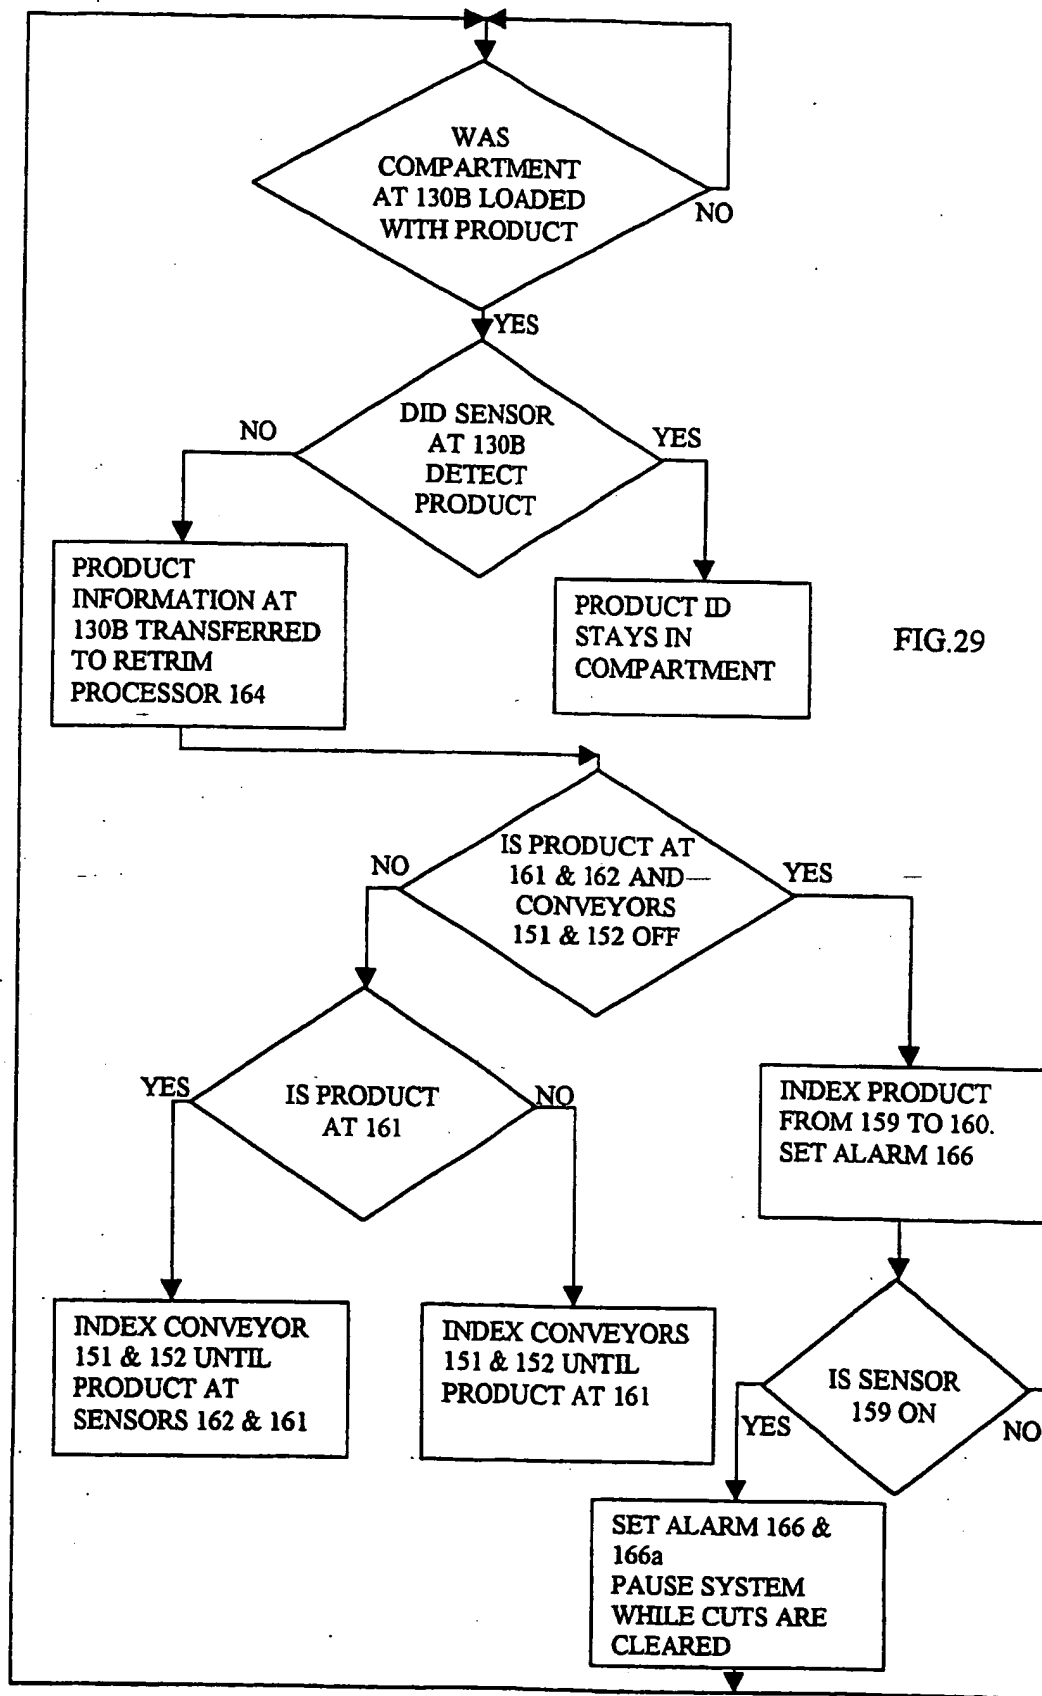 WAS
COMPARTMENT
AT 130B LOADED
WITH PRODUCT
NO
YES
DID SENSOR
AT 130B
DETECT
PRODUCT
NO
YES
PRODUCT
INFORMATION AT
130B TRANSFERRED
TO RETRIM
PROCESSOR 164
PRODUCT ID
STAYS IN
COMPARTMENT
FIG.29
IS PRODUCT AT
161 & 162 AND
CONVEYORS
151 & 152 OFF
NO
YES
IS PRODUCT
AT 161
YES
NO
INDEX PRODUCT
FROM 159 TO 160.
SET ALARM 166
INDEX CONVEYOR
151 & 152 UNTIL
PRODUCT AT
SENSORS 162 & 161
INDEX CONVEYORS
151 & 152 UNTIL
PRODUCT AT 161
IS SENSOR
159 ON
YES
NO
SET ALARM 166 &
166a
PAUSE SYSTEM
WHILE CUTS ARE
CLEARED